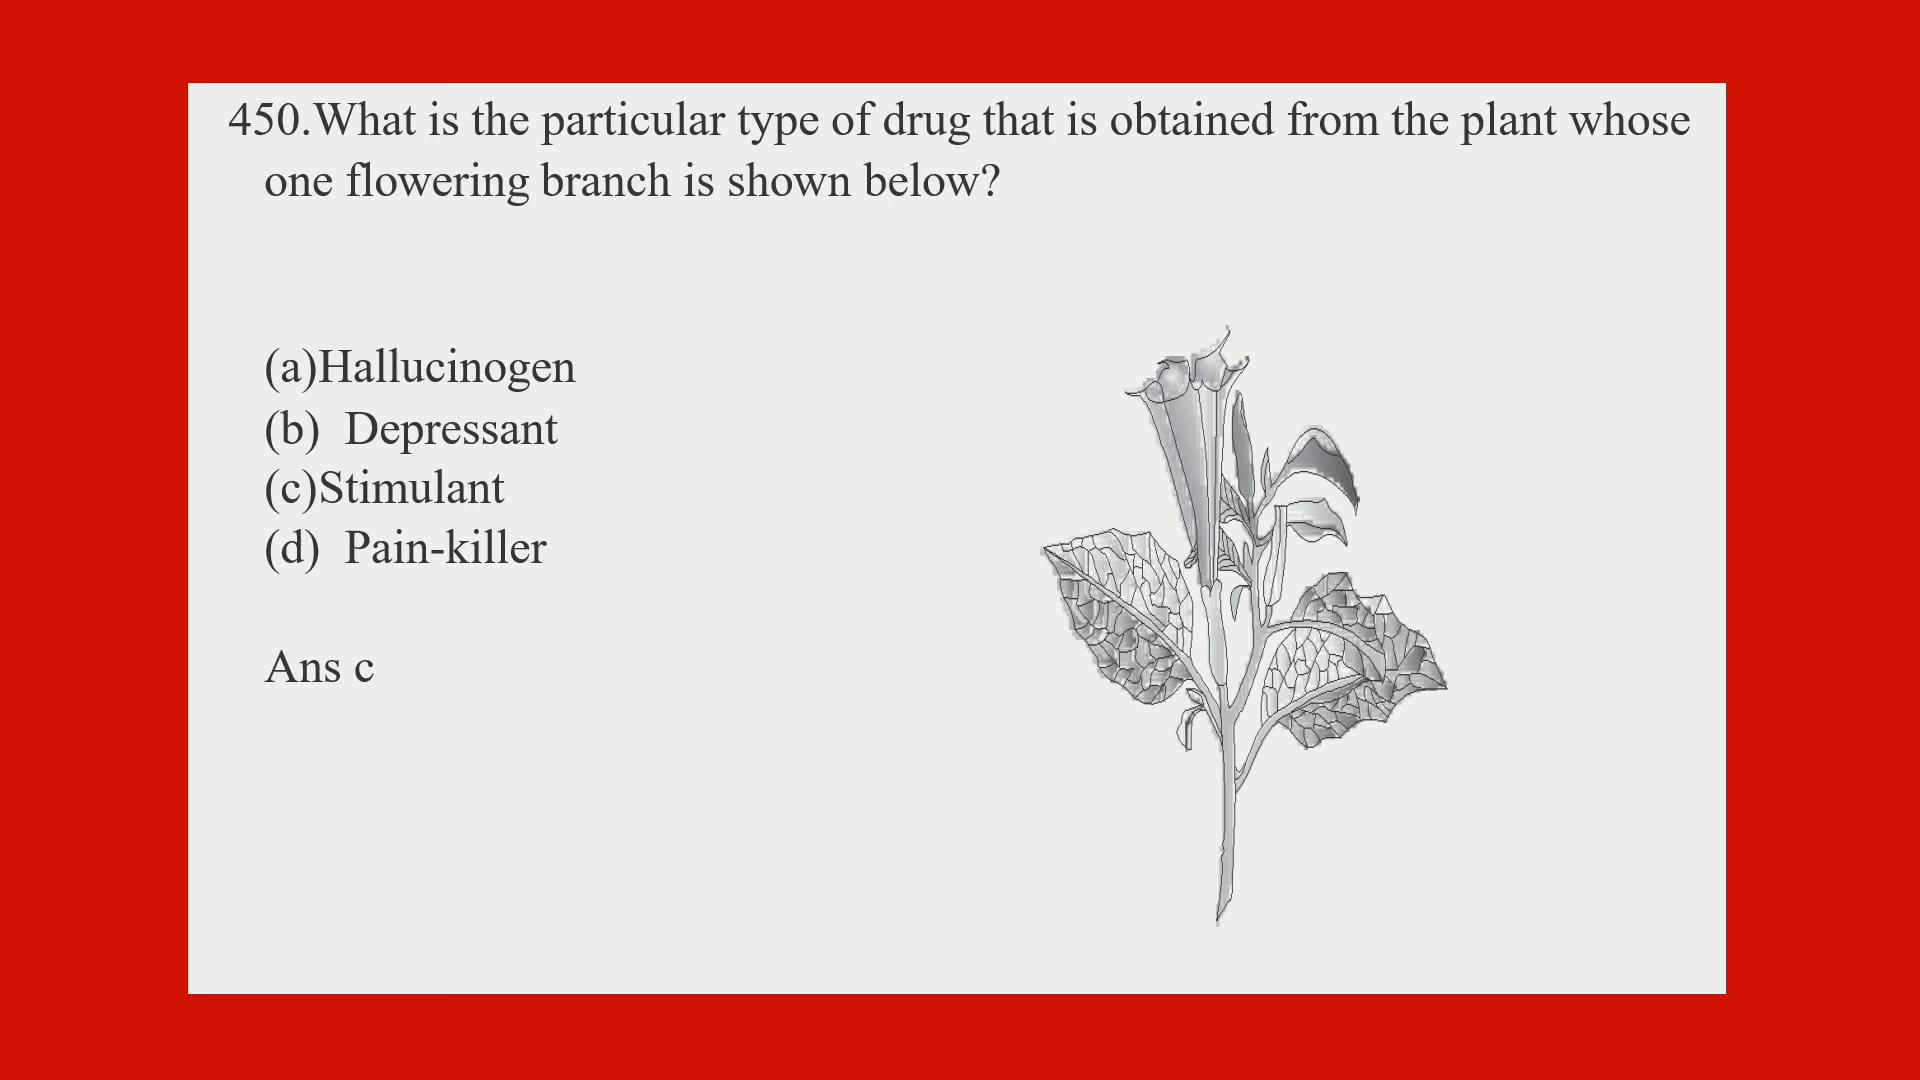 450.What is the particular type of drug that is obtained from the plant whose
one flowering branch is shown below?
(a)Hallucinogen
(b) Depressant
(c)Stimulant
(d) Pain-killer
Ans c